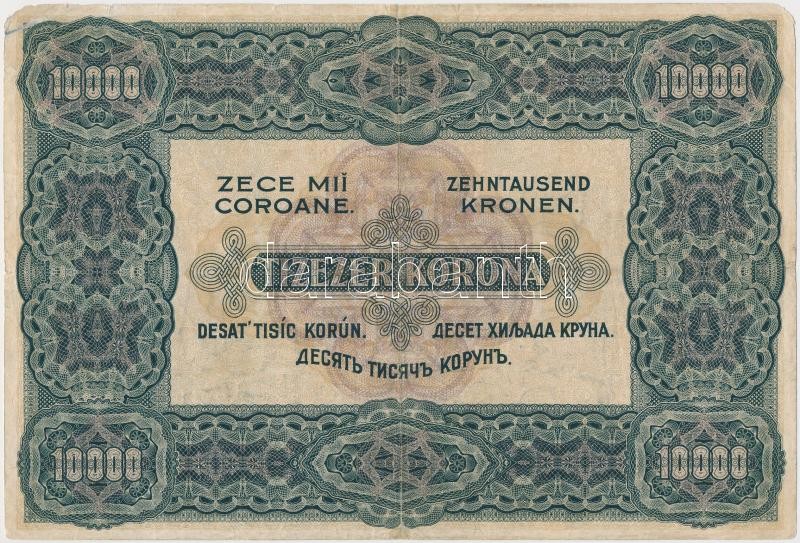 10000 10000
ZECE MIĬ
COROANE.
ZEHNTAUSEND
KRONEN.
TÍZEZER KORONA
darabanth
DESAT' TISÍC KORÚN.
ДЕСЕТ ХИЉАДА КРУНА.
ДЕСЯТЬ ТИСЯЧЪ КОРУНЪ.
10000 10000